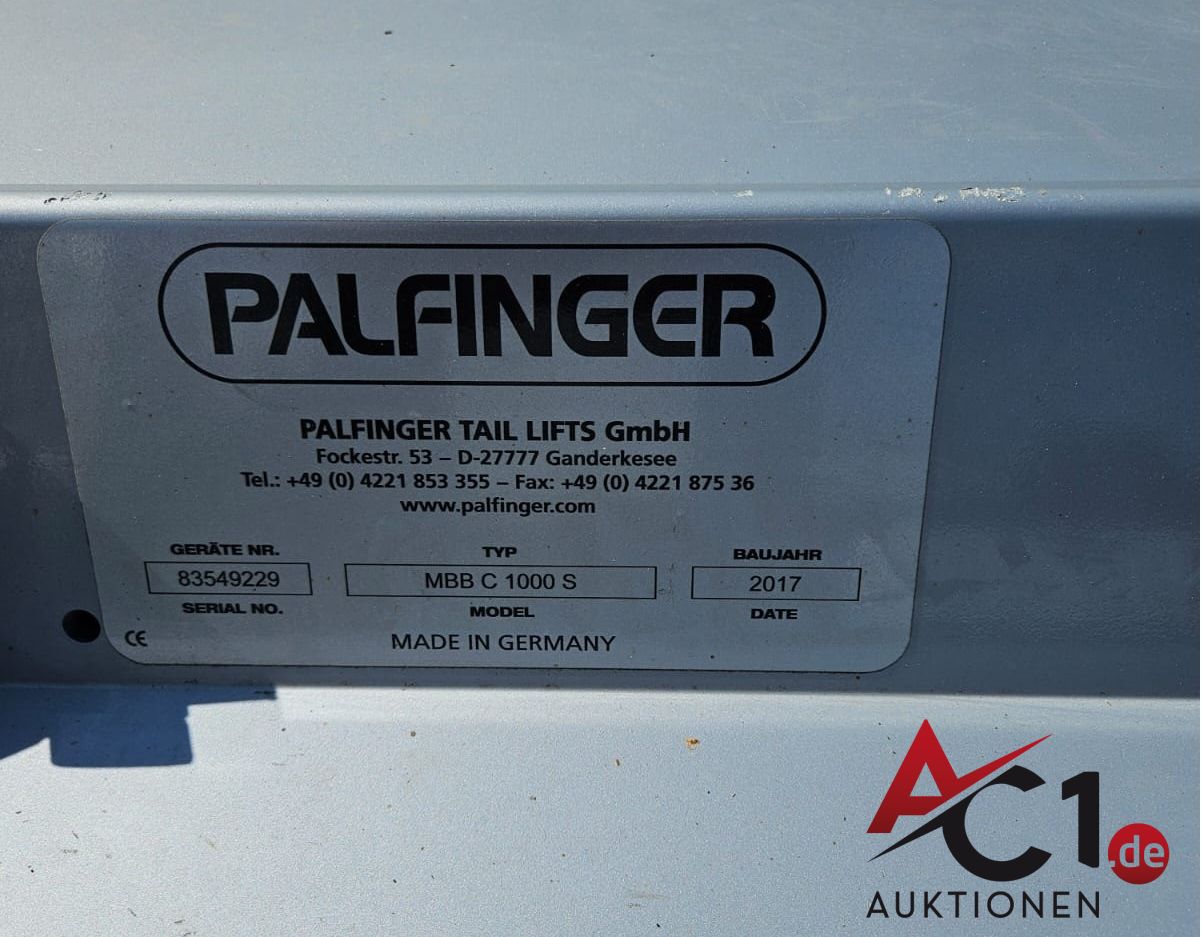 PALFINGER
PALFINGER TAIL LIFTS GmbH
Fockestr. 53 – D-27777 Ganderkesee
Tel.: +49 (0) 4221 853 355 – Fax: +49 (0) 4221 875 36
www.palfinger.com
GERÄTE NR. TYP BAUJAHR
83549229 MBB C 1000 S 2017
SERIAL NO. MODEL DATE
CE MADE IN GERMANY
AC1.de
AUKTIONEN